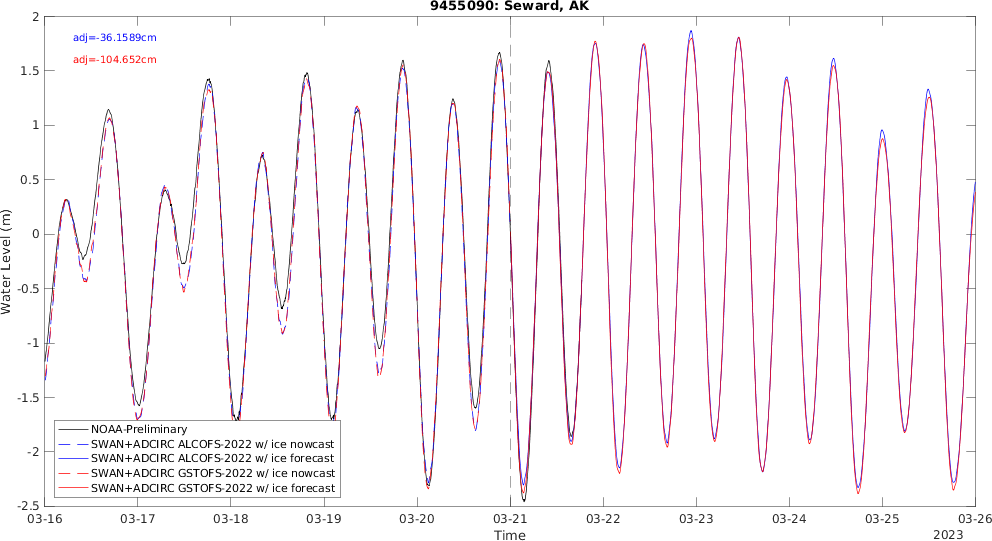 9455090: Seward, AK
adj=-36.1589cm
adj=-104.652cm
2
1.5
1
0.5
0
-0.5
-1
-1.5
-2
-2.5
Water Level (m)
NOAA-Preliminary
SWAN+ADCIRC ALCOFS-2022 w/ ice nowcast
SWAN+ADCIRC ALCOFS-2022 w/ ice forecast
SWAN+ADCIRC GSTOFS-2022 w/ ice nowcast
SWAN+ADCIRC GSTOFS-2022 w/ ice forecast
03-16 03-17 03-18 03-19 03-20 03-21 03-22 03-23 03-24 03-25 03-26
Time
2023